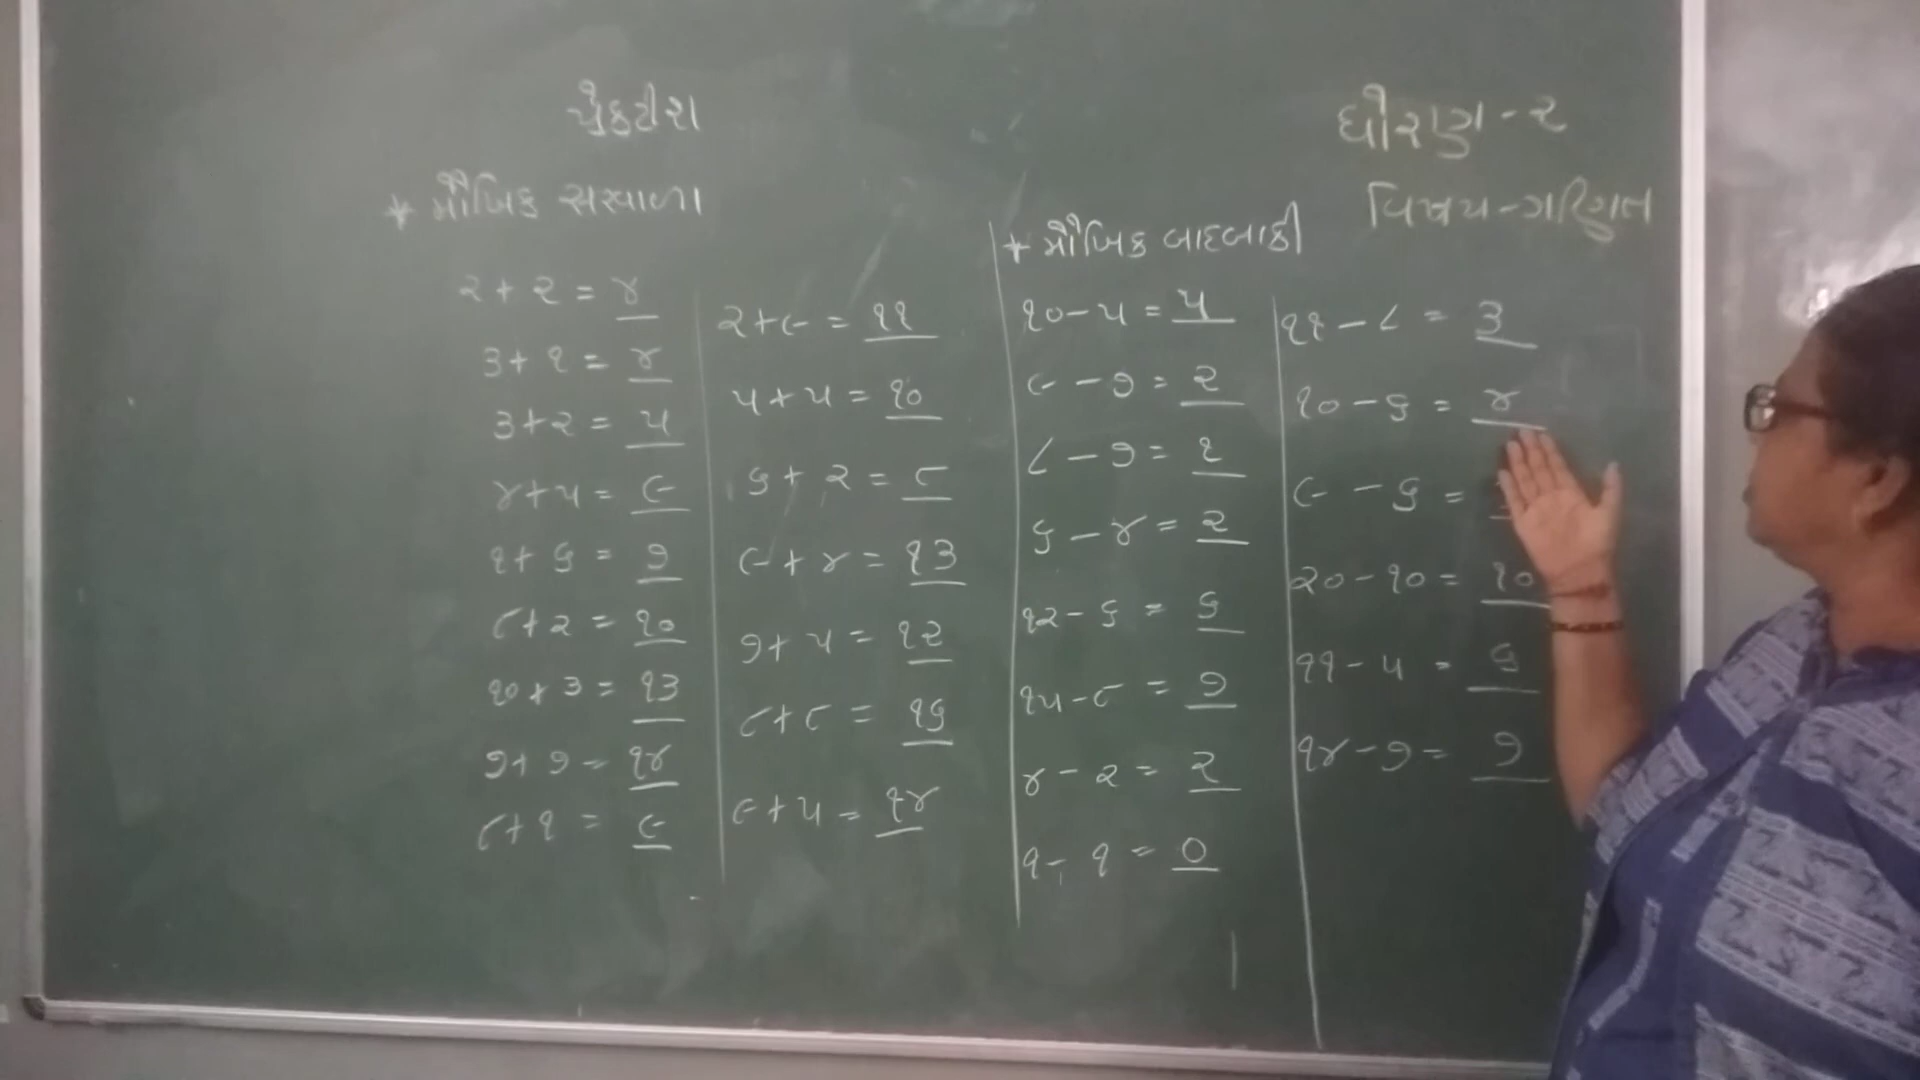 ધોરણ-૨
વિષય-ગણિત
* મૌખિક સરવાળા
૨ + ૨ = ૪
૩ + ૧ = ૪
૩ + ૨ = ૫
૪ + ૫ = ૯
૧ + ૬ = ૭
૮ + ૨ = ૧૦
૧૦ + ૩ = ૧૩
૭ + ૭ = ૧૪
૮ + ૧ = ૯
૨ + ૯ = ૧૧
૫ + ૫ = ૧૦
૬ + ૨ = ૮
૯ + ૪ = ૧૩
૭ + ૫ = ૧૨
૮ + ૮ = ૧૬
૯ + ૫ = ૧૪
* મૌખિક બાદબાકી
૧૦ - ૫ = ૫
૯ - ૭ = ૨
૮ - ૭ = ૧
૬ - ૪ = ૨
૧૨ - ૬ = ૬
૧૫ - ૮ = ૭
૪ - ૨ = ૨
૧ - ૧ = ૦
૧૧ - ૮ = ૩
૧૦ - ૬ = ૪
૯ - ૬ =
૨૦ - ૧૦ = ૧૦
૧૧ - ૫ = ૬
૧૪ - ૭ = ૭